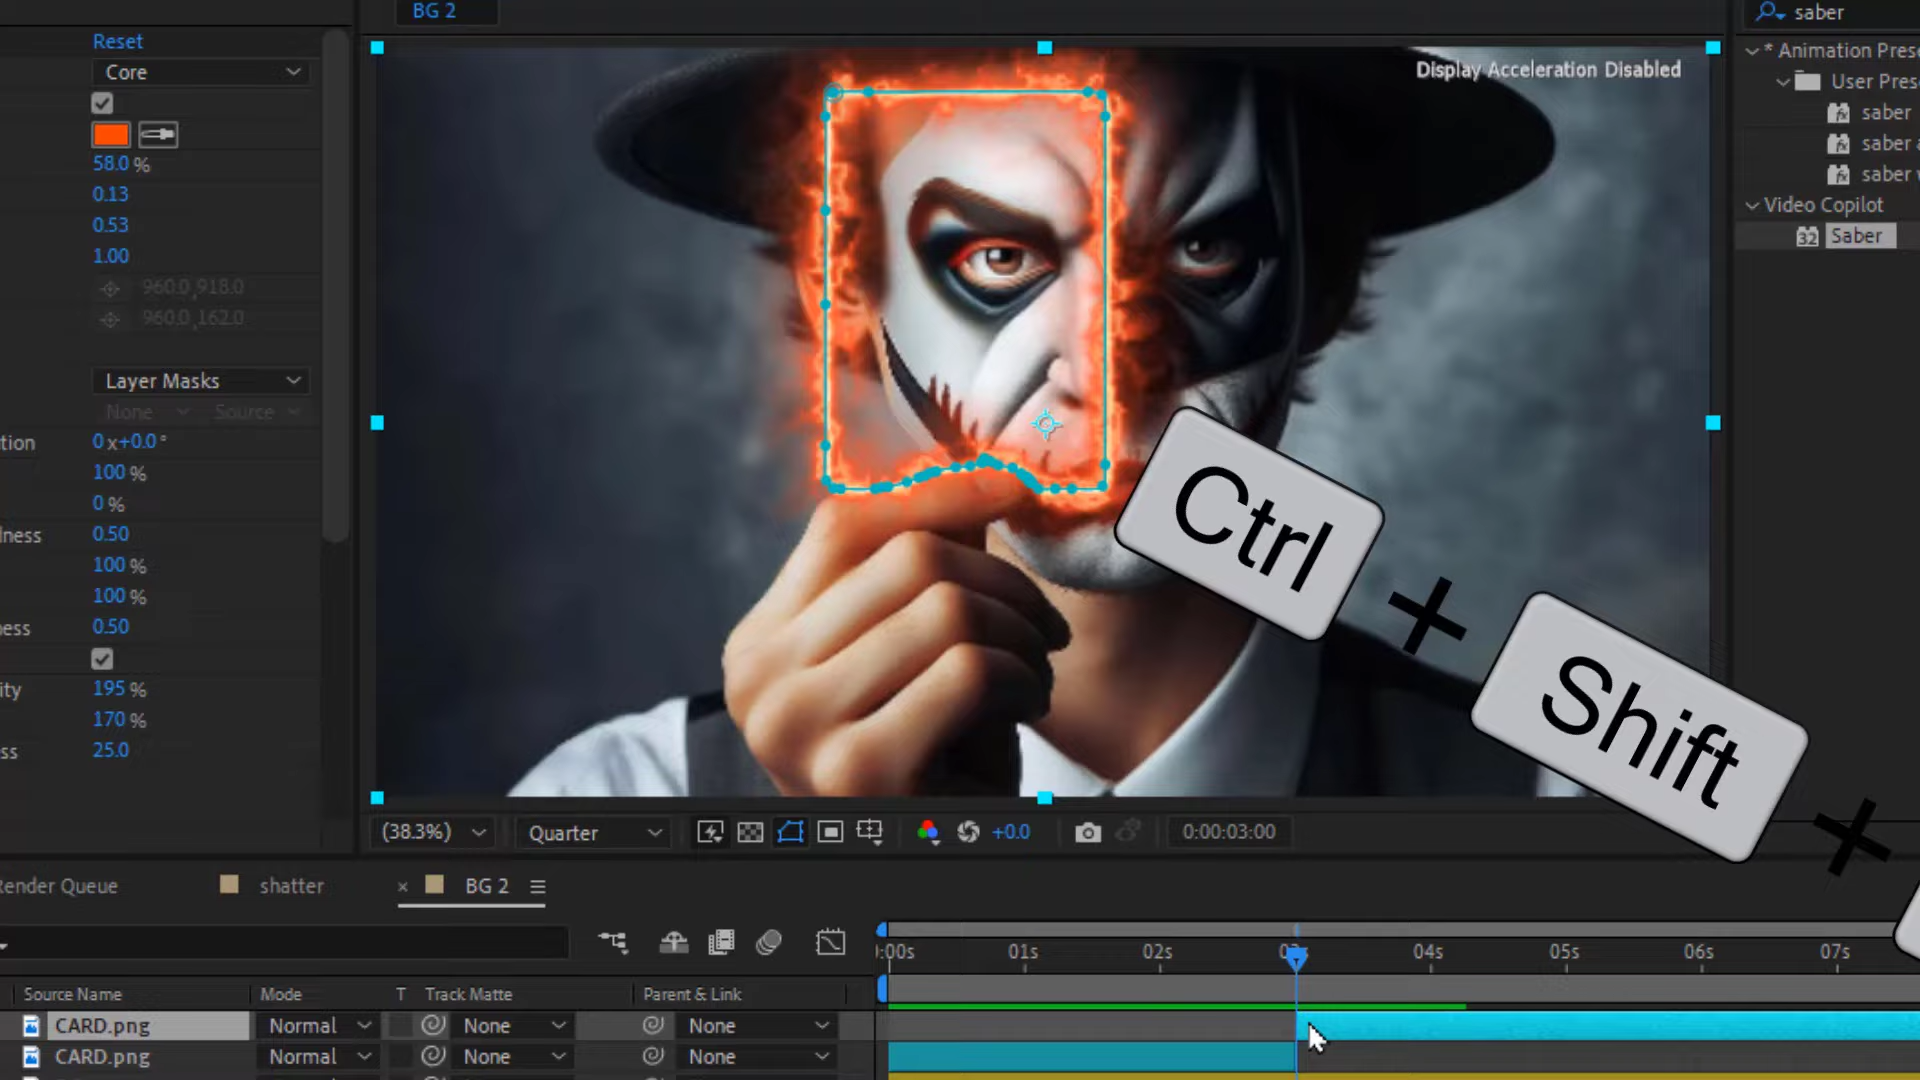 BG 2
saber
Reset
Core
Display Acceleration Disabled
* Animation Prese
User Prese
saber
saber a
saber w
Video Copilot
32 Saber
58.0 %
0.13
0.53
1.00
960.0,918.0
960.0,162.0
Layer Masks
None Source
tion 0 x+0.0 °
100 %
0 %
lness 0.50
100 %
100 %
ness 0.50
ity 195 %
170 %
ss 25.0
Ctrl
+
Shift
+
(38.3%) Quarter +0.0 0:00:03:00
Render Queue shatter × BG 2
:00s 01s 02s 03s 04s 05s 06s 07s
Source Name Mode T Track Matte Parent & Link
CARD.png Normal None None
CARD.png Normal None None